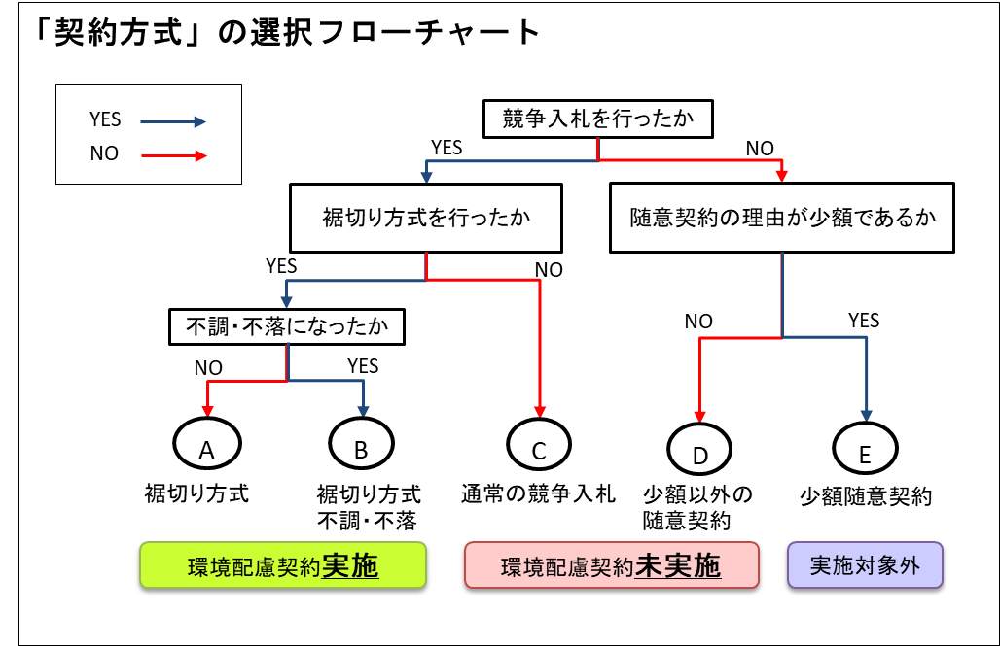 「契約方式」の選択フローチャート
YES
NO
競争入札を行ったか
YES
NO
裾切り方式を行ったか
随意契約の理由が少額であるか
YES
NO
不調・不落になったか
NO
YES
NO
YES
A
B
C
D
E
裾切り方式
裾切り方式
不調・不落
通常の競争入札
少額以外の
随意契約
少額随意契約
環境配慮契約実施
環境配慮契約未実施
実施対象外